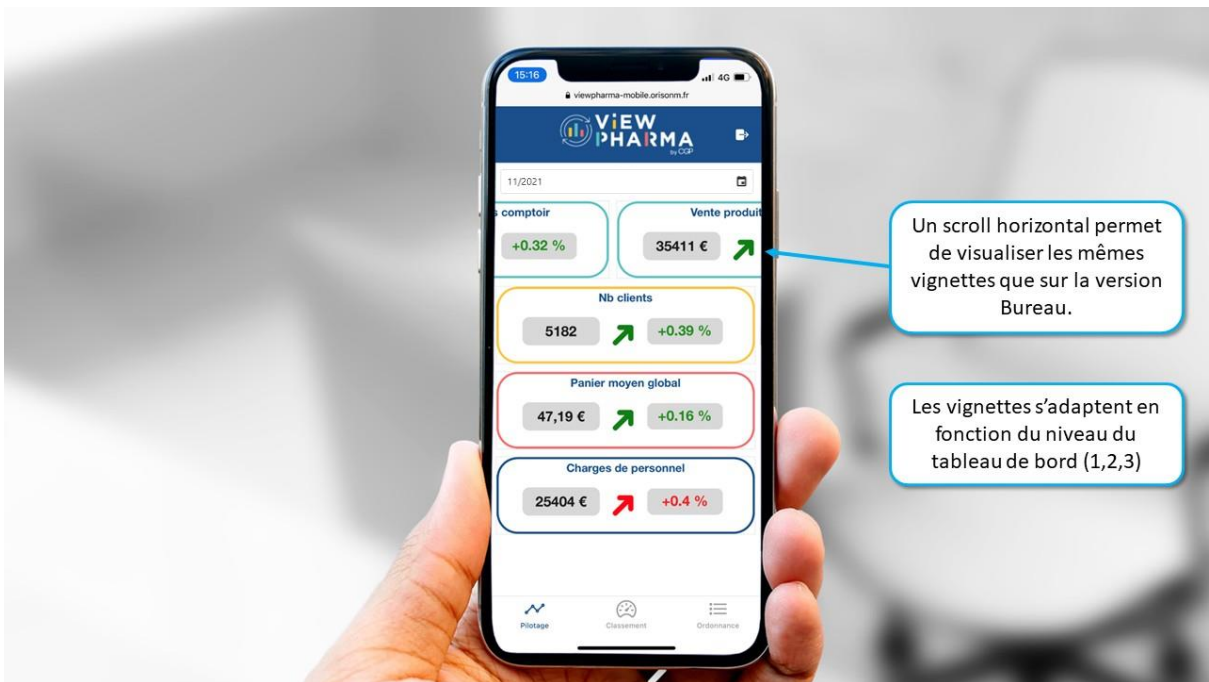 15:16
4G
viewpharma-mobile.orisonm.fr
ViEW
PHARMA
by CGP
11/2021
s comptoir
Vente produit
+0.32 %
35411 €
Nb clients
5182
+0.39 %
Panier moyen global
47,19 €
+0.16 %
Charges de personnel
25404 €
+0.4 %
Pilotage
Classement
Ordonnance
Un scroll horizontal permet
de visualiser les mêmes
vignettes que sur la version
Bureau.
Les vignettes s’adaptent en
fonction du niveau du
tableau de bord (1,2,3)